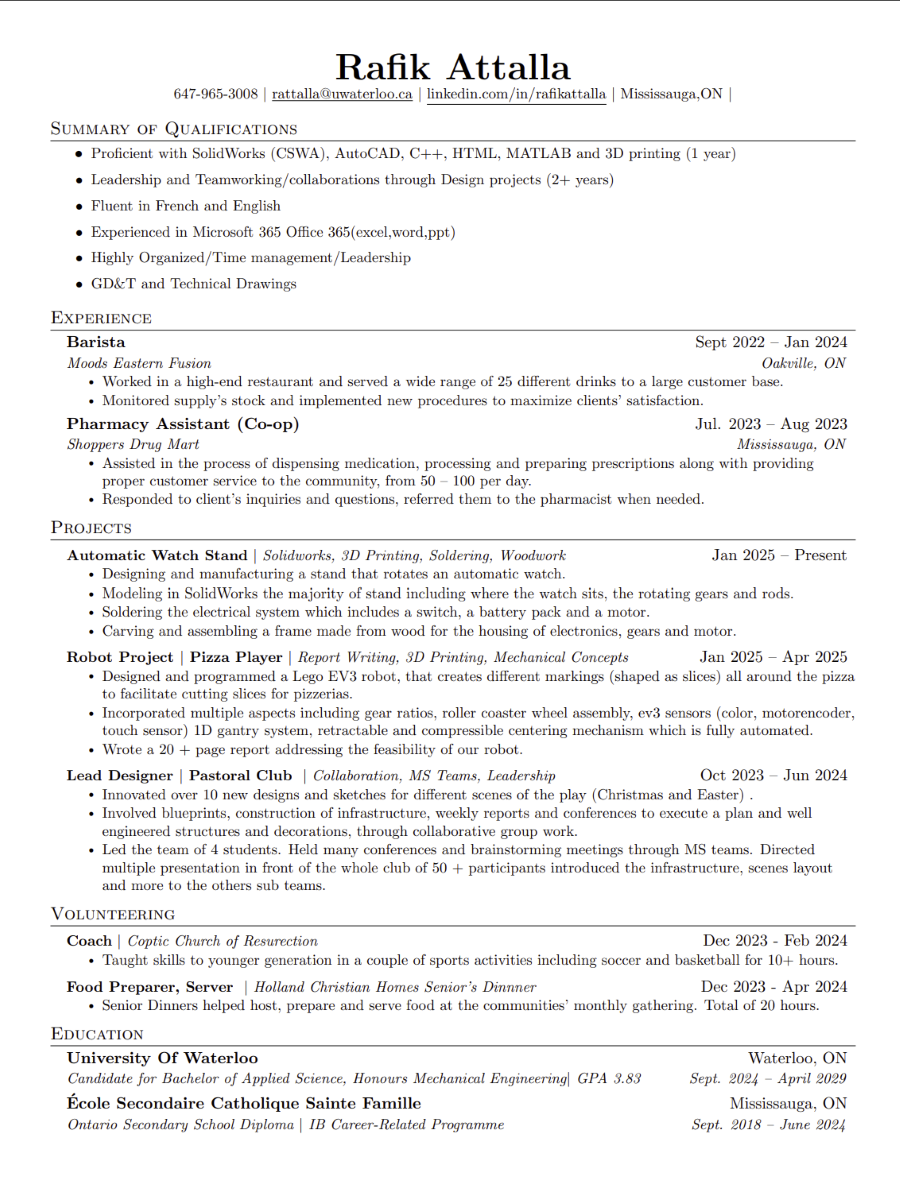 Rafik Attalla
647-965-3008 | rattalla@uwaterloo.ca | linkedin.com/in/rafikattalla | Mississauga,ON |
Summary of Qualifications
• Proficient with SolidWorks (CSWA), AutoCAD, C++, HTML, MATLAB and 3D printing (1 year)
• Leadership and Teamworking/collaborations through Design projects (2+ years)
• Fluent in French and English
• Experienced in Microsoft 365 Office 365(excel,word,ppt)
• Highly Organized/Time management/Leadership
• GD&T and Technical Drawings
Experience
Barista Sept 2022 – Jan 2024
Moods Eastern Fusion Oakville, ON
• Worked in a high-end restaurant and served a wide range of 25 different drinks to a large customer base.
• Monitored supply's stock and implemented new procedures to maximize clients' satisfaction.
Pharmacy Assistant (Co-op) Jul. 2023 – Aug 2023
Shoppers Drug Mart Mississauga, ON
• Assisted in the process of dispensing medication, processing and preparing prescriptions along with providing
proper customer service to the community, from 50 – 100 per day.
• Responded to client's inquiries and questions, referred them to the pharmacist when needed.
Projects
Automatic Watch Stand | Solidworks, 3D Printing, Soldering, Woodwork Jan 2025 – Present
• Designing and manufacturing a stand that rotates an automatic watch.
• Modeling in SolidWorks the majority of stand including where the watch sits, the rotating gears and rods.
• Soldering the electrical system which includes a switch, a battery pack and a motor.
• Carving and assembling a frame made from wood for the housing of electronics, gears and motor.
Robot Project | Pizza Player | Report Writing, 3D Printing, Mechanical Concepts Jan 2025 – Apr 2025
• Designed and programmed a Lego EV3 robot, that creates different markings (shaped as slices) all around the pizza
to facilitate cutting slices for pizzerias.
• Incorporated multiple aspects including gear ratios, roller coaster wheel assembly, ev3 sensors (color, motorencoder,
touch sensor) 1D gantry system, retractable and compressible centering mechanism which is fully automated.
• Wrote a 20 + page report addressing the feasibility of our robot.
Lead Designer | Pastoral Club | Collaboration, MS Teams, Leadership Oct 2023 – Jun 2024
• Innovated over 10 new designs and sketches for different scenes of the play (Christmas and Easter) .
• Involved blueprints, construction of infrastructure, weekly reports and conferences to execute a plan and well
engineered structures and decorations, through collaborative group work.
• Led the team of 4 students. Held many conferences and brainstorming meetings through MS teams. Directed
multiple presentation in front of the whole club of 50 + participants introduced the infrastructure, scenes layout
and more to the others sub teams.
Volunteering
Coach | Coptic Church of Resurection Dec 2023 - Feb 2024
• Taught skills to younger generation in a couple of sports activities including soccer and basketball for 10+ hours.
Food Preparer, Server | Holland Christian Homes Senior's Dinnner Dec 2023 - Apr 2024
• Senior Dinners helped host, prepare and serve food at the communities' monthly gathering. Total of 20 hours.
Education
University Of Waterloo Waterloo, ON
Candidate for Bachelor of Applied Science, Honours Mechanical Engineering| GPA 3.83 Sept. 2024 – April 2029
École Secondaire Catholique Sainte Famille Mississauga, ON
Ontario Secondary School Diploma | IB Career-Related Programme Sept. 2018 – June 2024